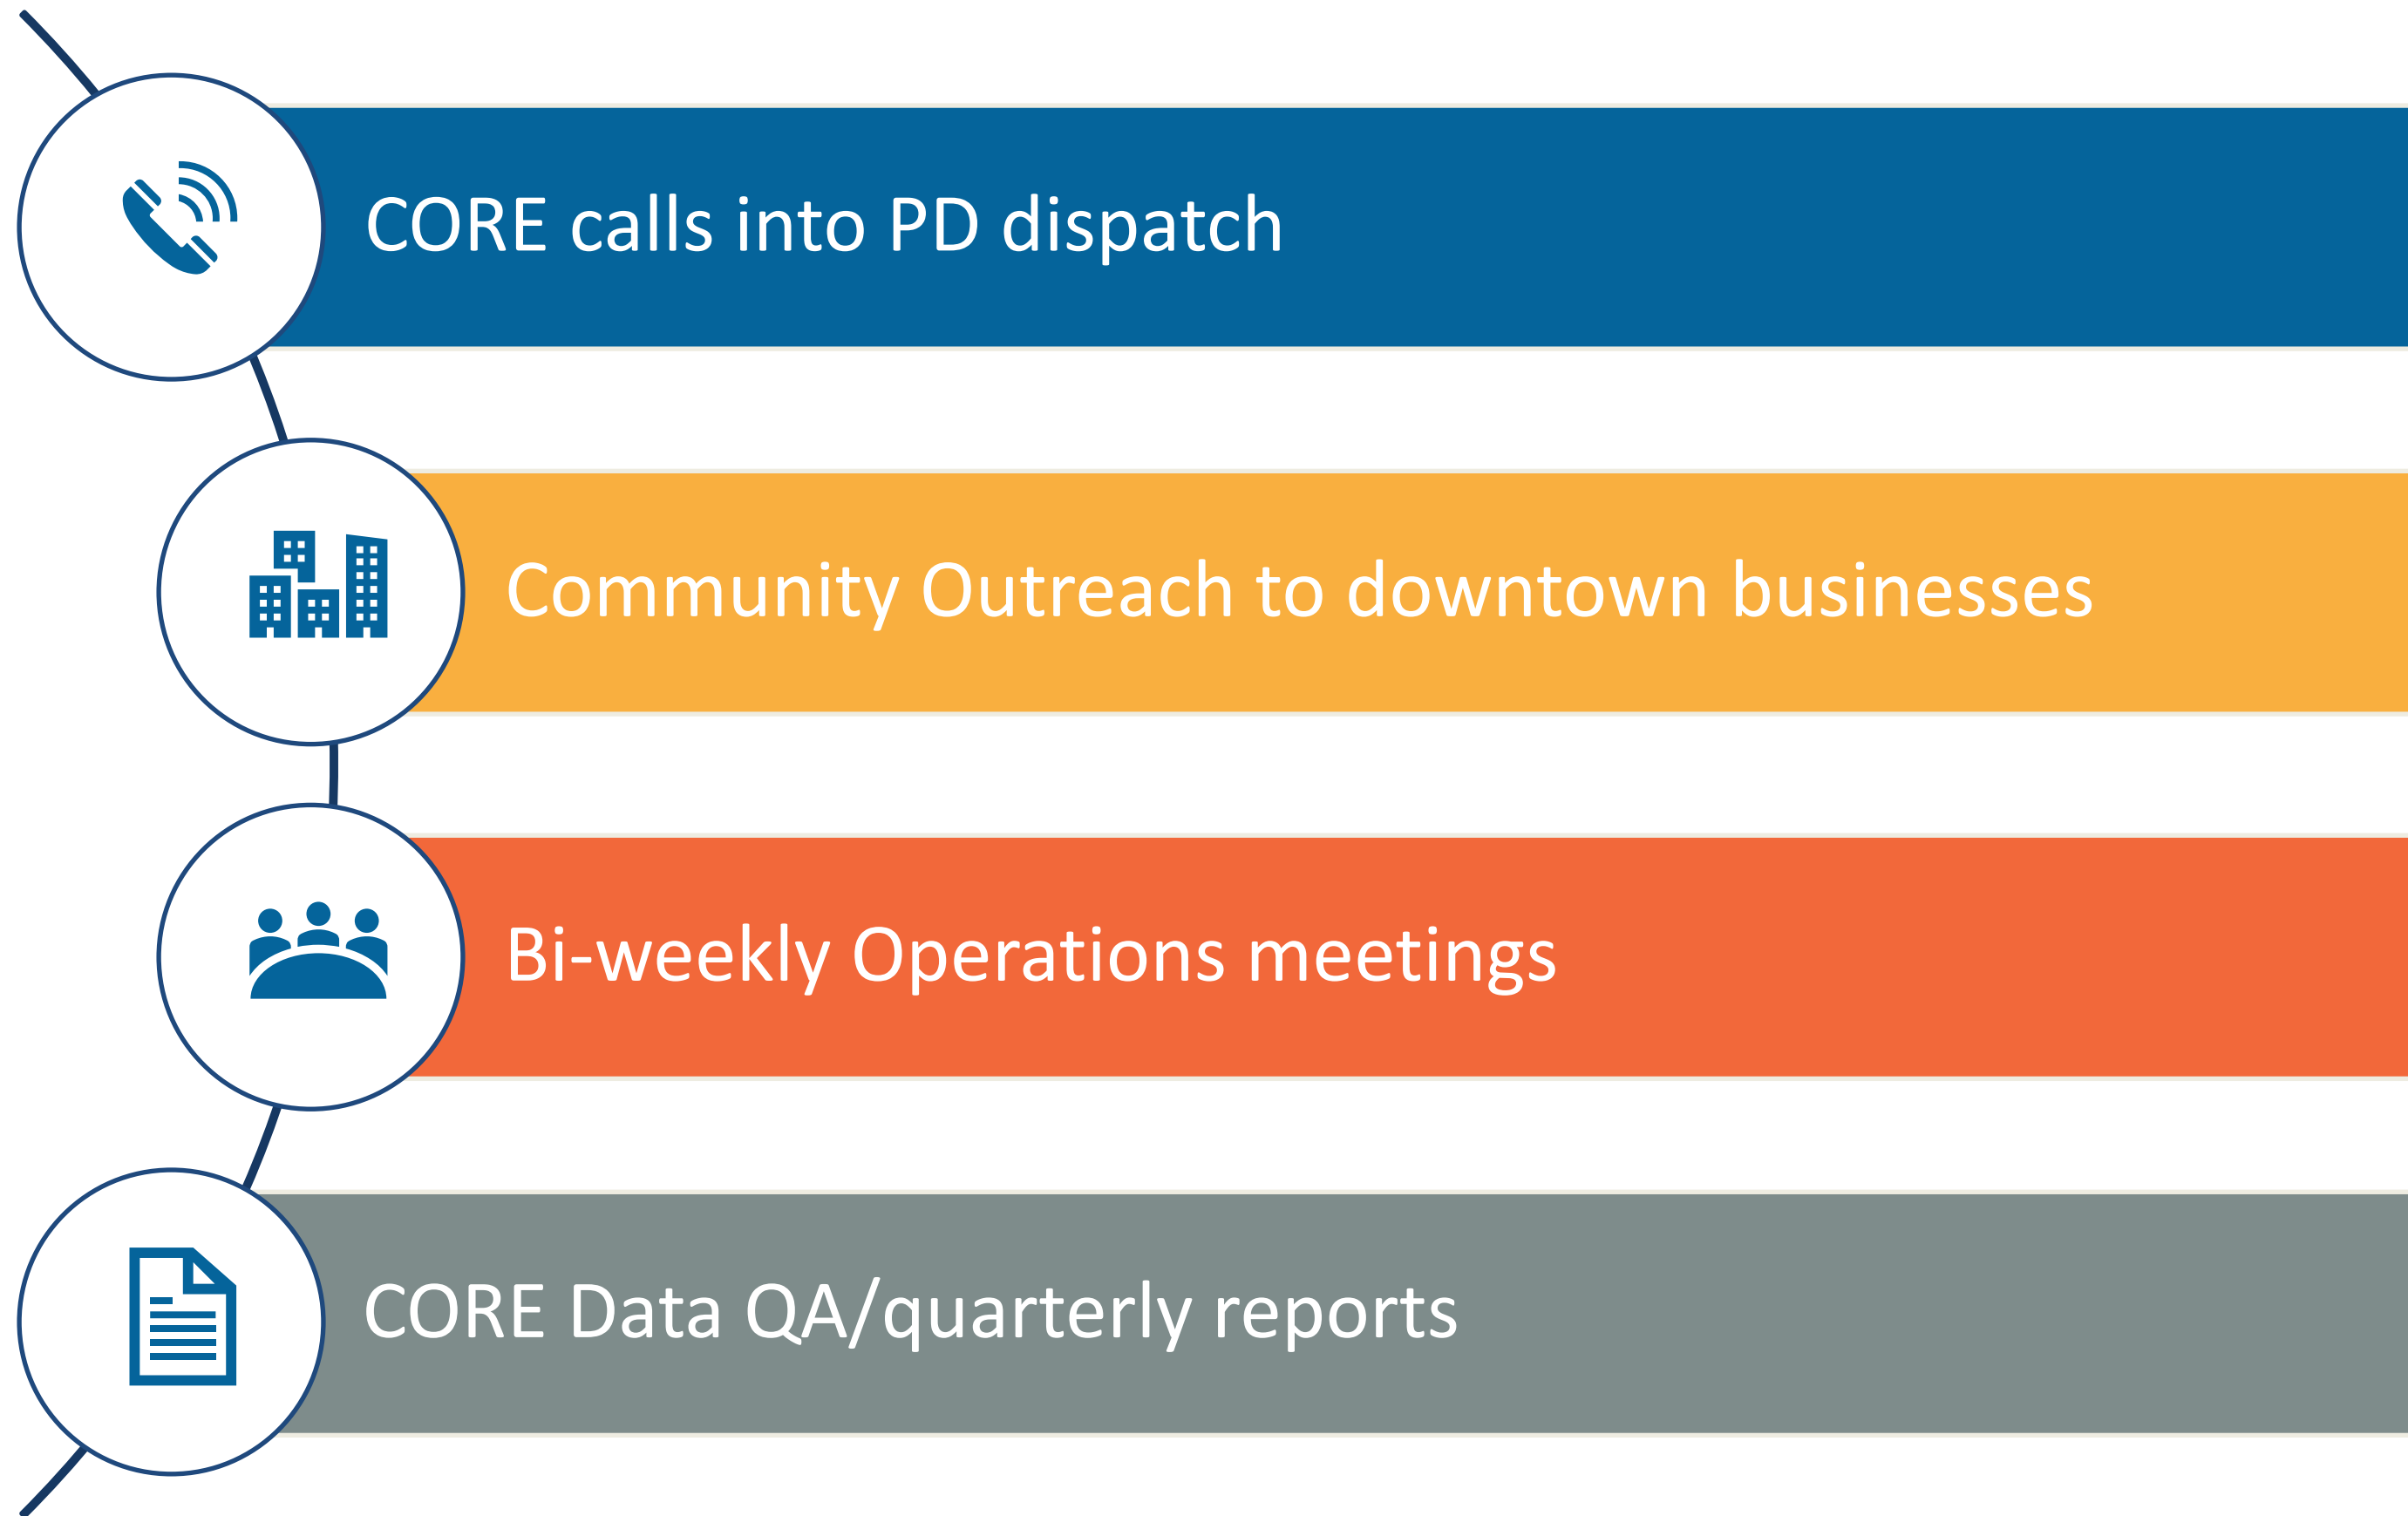 CORE calls into PD dispatch
Community Outreach to downtown businesses
Bi-weekly Operations meetings
CORE Data QA/quarterly reports